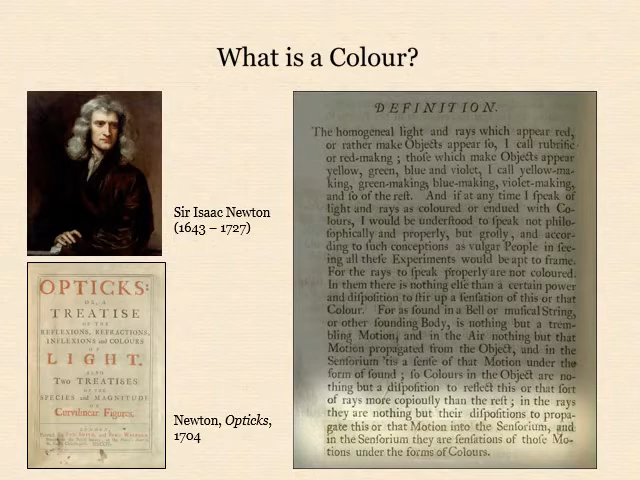 What is a Colour?
Sir Isaac Newton
(1643 – 1727)
OPTICKS:
OR, A
TREATISE
OF THE
REFLEXIONS, REFRACTIONS,
INFLEXIONS and COLOURS
OF
LIGHT.
ALSO
Two TREATISES
OF THE
SPECIES and MAGNITUDE
OF
Curvilinear Figures.
Newton, Opticks,
1704
DEFINITION.
The homogeneal light and rays which appear red,
or rather make Objects appear ſo, I call rubrific
or red-makng ; thoſe which make Objects appear
yellow, green, blue and violet, I call yellow-ma-
king, green-making, blue-making, violet-making,
and ſo of the reſt. And if at any time I ſpeak of
light and rays as coloured or endued with Co-
lours, I would be underſtood to ſpeak not philo-
ſophically and properly, but groſly, and accor-
ding to ſuch conceptions as vulgar People in ſee-
ing all theſe Experiments would be apt to frame.
For the rays to ſpeak properly are not coloured.
In them there is nothing elſe than a certain power
and diſpoſition to ſtir up a ſenſation of this or that
Colour. For as ſound in a Bell or muſical String,
or other ſounding Body, is nothing but a trem-
bling Motion, and in the Air nothing but that
Motion propagated from the Object, and in the
Senſorium 'tis a ſenſe of that Motion under the
form of ſound ; ſo Colours in the Object are no-
thing but a diſpoſition to reflect this or that ſort
of rays more copiouſly than the reſt ; in the rays
they are nothing but their diſpoſitions to propa-
gate this or that Motion into the Senſorium, and
in the Senſorium they are ſenſations of thoſe Mo-
tions under the forms of Colours.